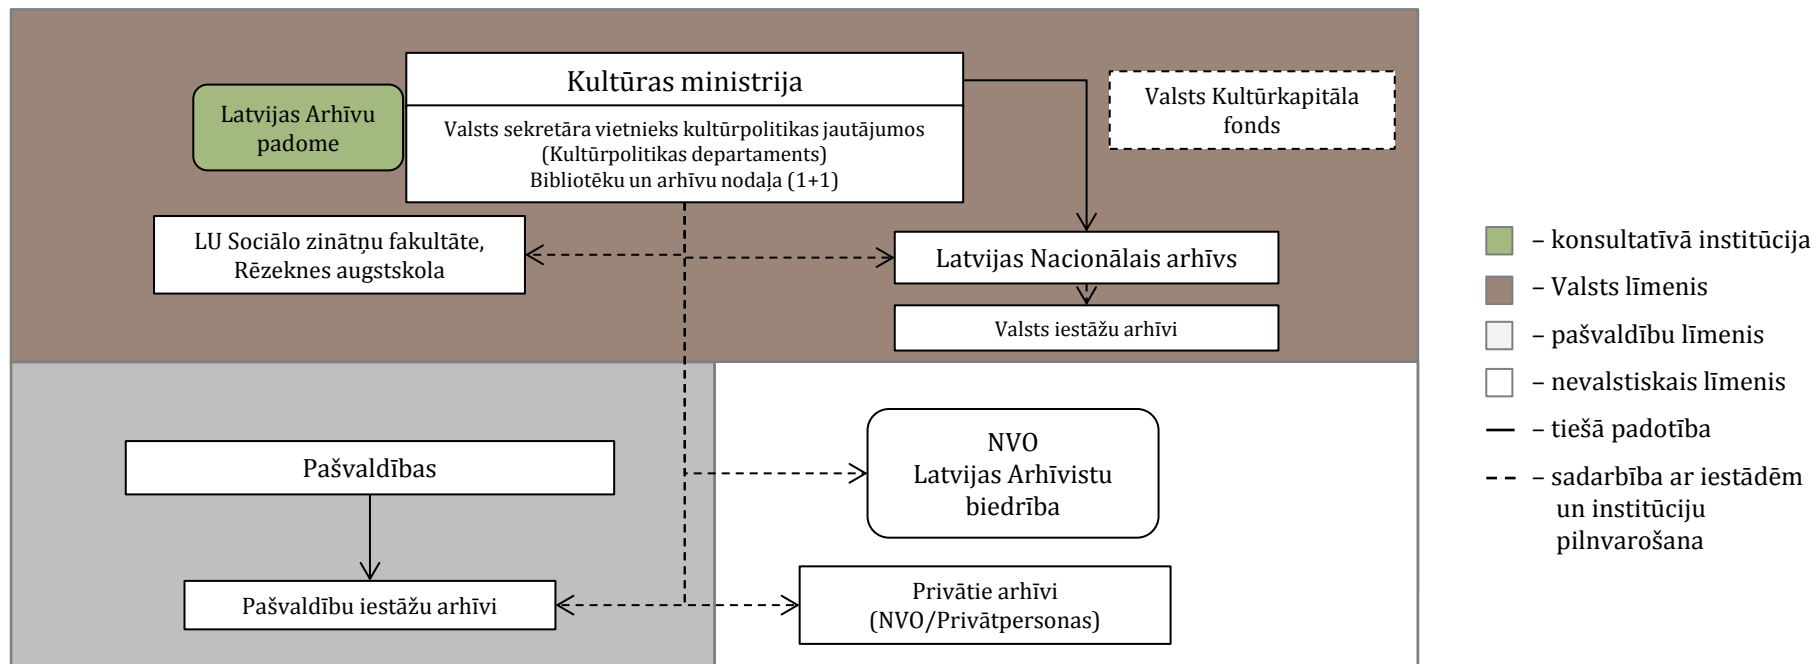 Kultūras ministrija
Valsts sekretāra vietnieks kultūrpolitikas jautājumos
(Kultūrpolitikas departaments)
Bibliotēku un arhīvu nodaļa (1+1)
Latvijas Arhīvu
padome
Valsts Kultūrkapitāla
fonds
LU Sociālo zinātņu fakultāte,
Rēzeknes augstskola
Latvijas Nacionālais arhīvs
Valsts iestāžu arhīvi
Pašvaldības
Pašvaldību iestāžu arhīvi
NVO
Latvijas Arhīvistu
biedrība
Privātie arhīvi
(NVO/Privātpersonas)
– konsultatīvā institūcija
– Valsts līmenis
– pašvaldību līmenis
– nevalstiskais līmenis
– tiešā padotība
– sadarbība ar iestādēm
un institūciju
pilnvarošana